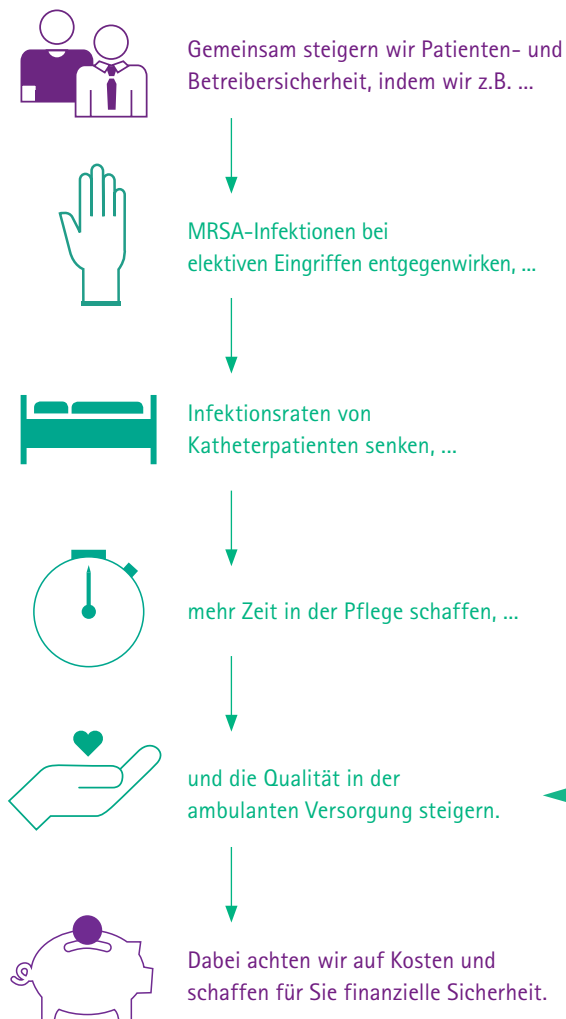 Gemeinsam steigern wir Patienten- und
Betreibersicherheit, indem wir z.B. ...
MRSA-Infektionen bei
elektiven Eingriffen entgegenwirken, ...
Infektionsraten von
Katheterpatienten senken, ...
mehr Zeit in der Pflege schaffen, ...
und die Qualität in der
ambulanten Versorgung steigern.
Dabei achten wir auf Kosten und
schaffen für Sie finanzielle Sicherheit.